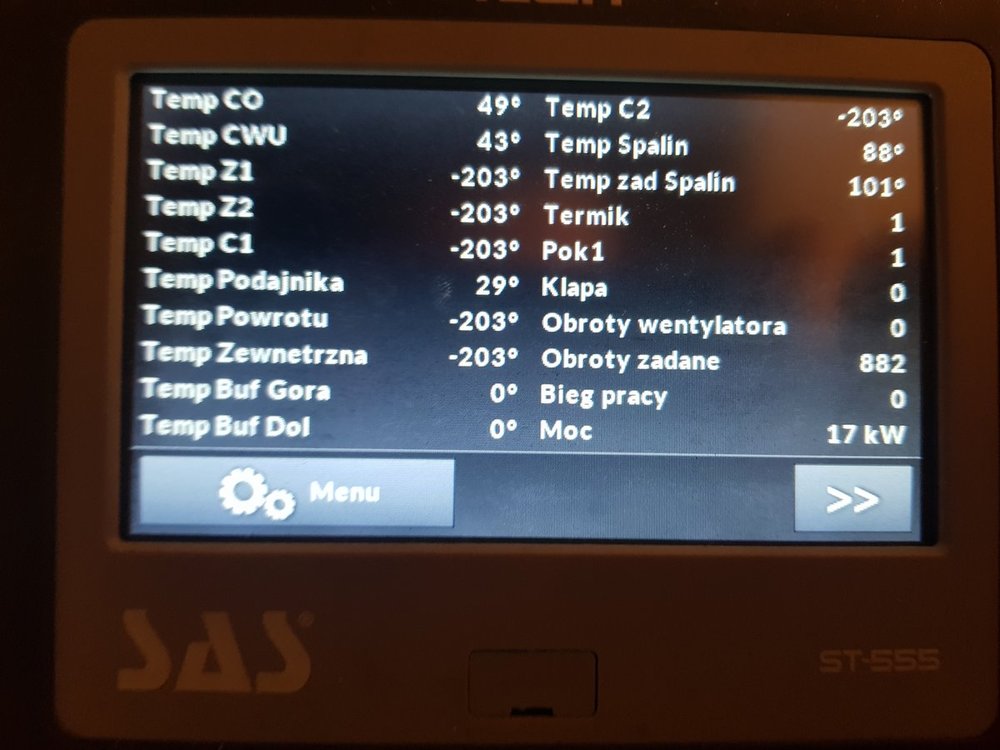 Temp CO 49° Temp C2 -203°
Temp CWU 43° Temp Spalin 88°
Temp Z1 -203° Temp zad Spalin 101°
Temp Z2 -203° Termik 1
Temp C1 -203° Pok1 1
Temp Podajnika 29° Klapa 0
Temp Powrotu -203° Obroty wentylatora 0
Temp Zewnetrzna -203° Obroty zadane 882
Temp Buf Gora 0° Bieg pracy 0
Temp Buf Dol 0° Moc 17 kW
Menu >>
SAS®
ST-555